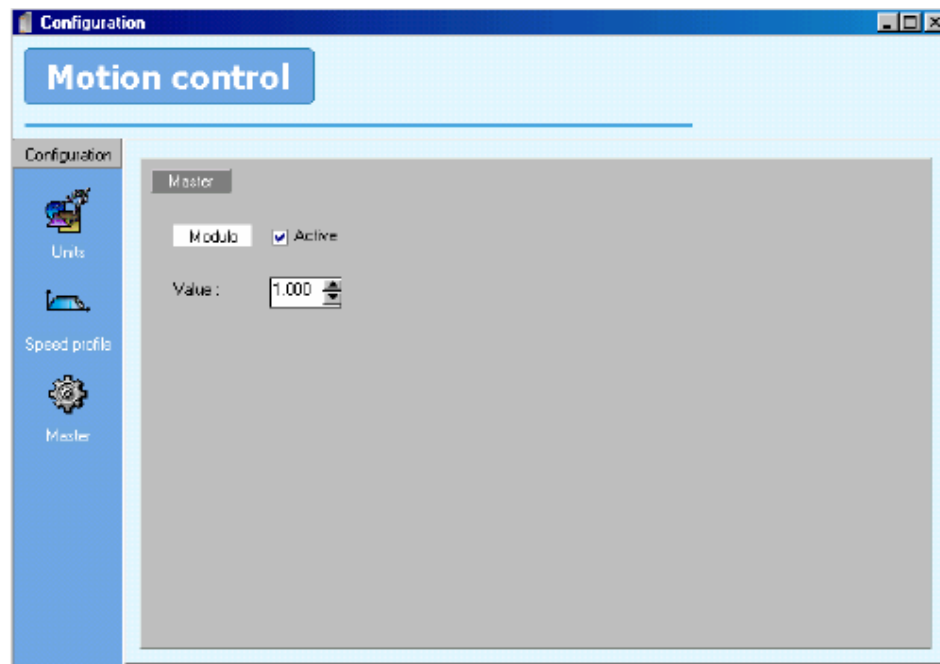 Configuration
Motion control
Configuration
Master
Modulo
Active
Units
Value :
1.000
Speed profile
Master